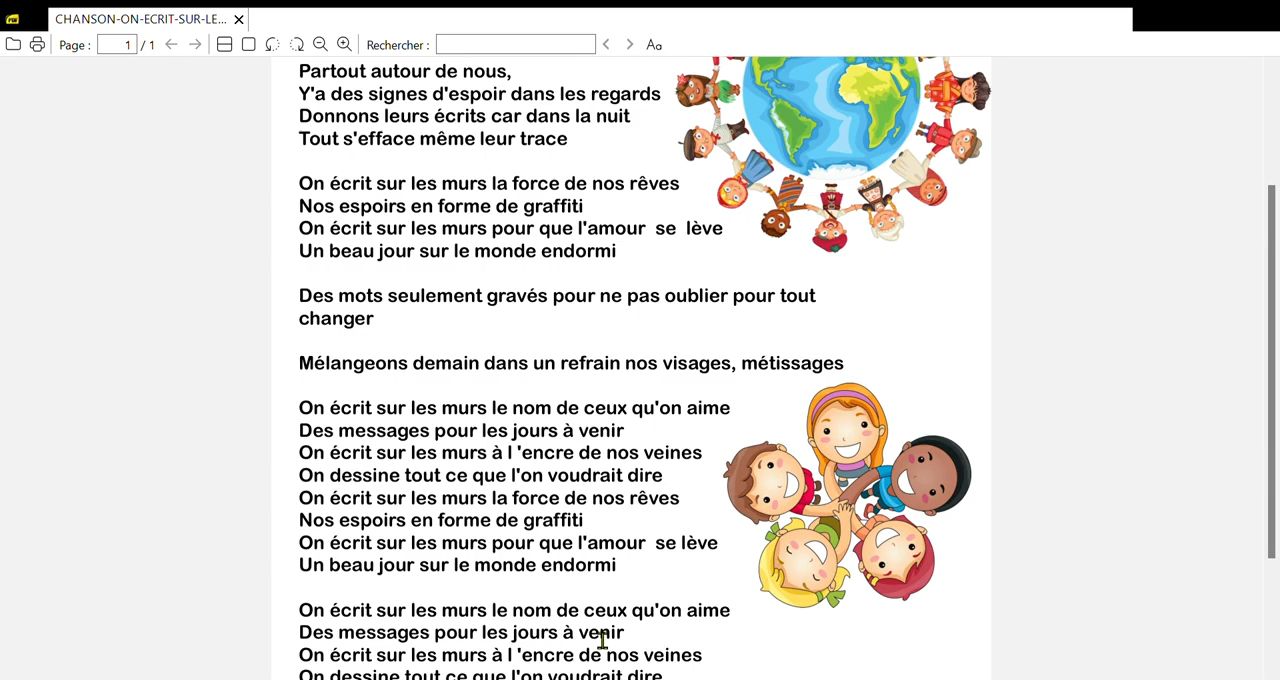 CHANSON-ON-ECRIT-SUR-LE...
Page : 1 / 1 Rechercher : Aa
Partout autour de nous,
Y'a des signes d'espoir dans les regards
Donnons leurs écrits car dans la nuit
Tout s'efface même leur trace
On écrit sur les murs la force de nos rêves
Nos espoirs en forme de graffiti
On écrit sur les murs pour que l'amour se lève
Un beau jour sur le monde endormi
Des mots seulement gravés pour ne pas oublier pour tout
changer
Mélangeons demain dans un refrain nos visages, métissages
On écrit sur les murs le nom de ceux qu'on aime
Des messages pour les jours à venir
On écrit sur les murs à l 'encre de nos veines
On dessine tout ce que l'on voudrait dire
On écrit sur les murs la force de nos rêves
Nos espoirs en forme de graffiti
On écrit sur les murs pour que l'amour se lève
Un beau jour sur le monde endormi
On écrit sur les murs le nom de ceux qu'on aime
Des messages pour les jours à venir
On écrit sur les murs à l 'encre de nos veines
On dessine tout ce que l'on voudrait dire